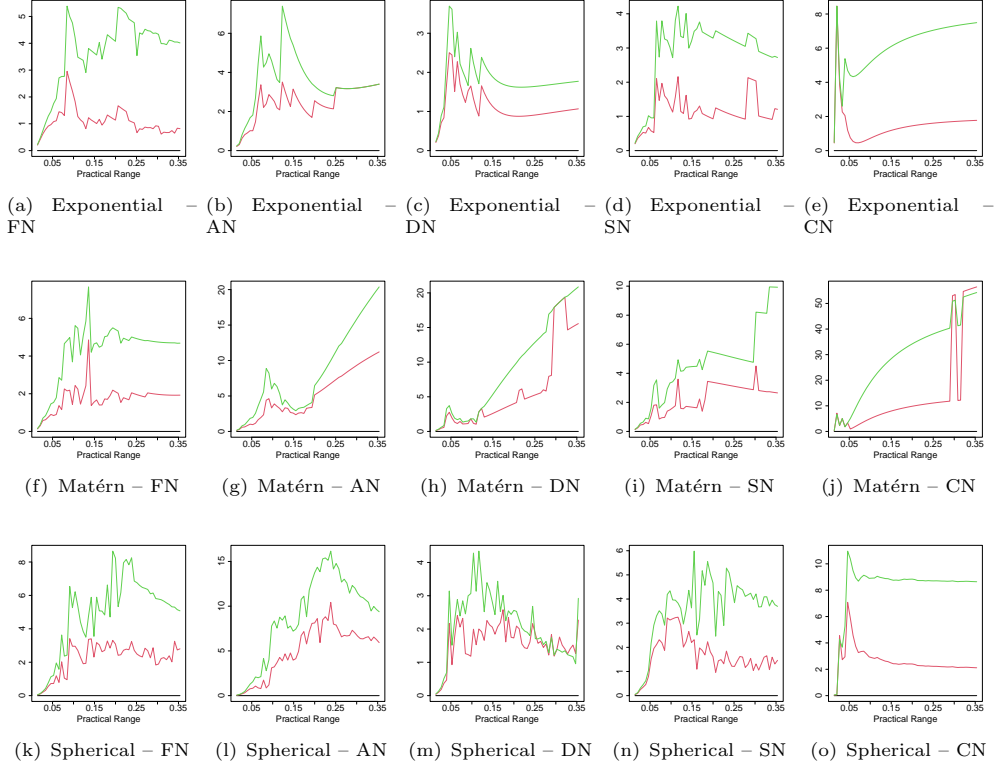 5 4 3 2 1 0
6 4 2 0
3 2 1 0
4 3 2 1 0
8 6 4 2 0
0.05 0.15 0.25 0.35 0.05 0.15 0.25 0.35 0.05 0.15 0.25 0.35 0.05 0.15 0.25 0.35 0.05 0.15 0.25 0.35
Practical Range Practical Range Practical Range Practical Range Practical Range
(a) Exponential – FN
(b) Exponential – AN
(c) Exponential – DN
(d) Exponential – SN
(e) Exponential – CN
6 4 2 0
20 15 10 5 0
20 15 10 5 0
10 8 6 4 2 0
50 40 30 20 10 0
0.05 0.15 0.25 0.35 0.05 0.15 0.25 0.35 0.05 0.15 0.25 0.35 0.05 0.15 0.25 0.35 0.05 0.15 0.25 0.35
Practical Range Practical Range Practical Range Practical Range Practical Range
(f) Matérn – FN (g) Matérn – AN (h) Matérn – DN (i) Matérn – SN (j) Matérn – CN
8 6 4 2 0
15 10 5 0
4 3 2 1 0
6 5 4 3 2 1 0
10 8 6 4 2 0
0.05 0.15 0.25 0.35 0.05 0.15 0.25 0.35 0.05 0.15 0.25 0.35 0.05 0.15 0.25 0.35 0.05 0.15 0.25 0.35
Practical Range Practical Range Practical Range Practical Range Practical Range
(k) Spherical – FN (l) Spherical – AN (m) Spherical – DN (n) Spherical – SN (o) Spherical – CN